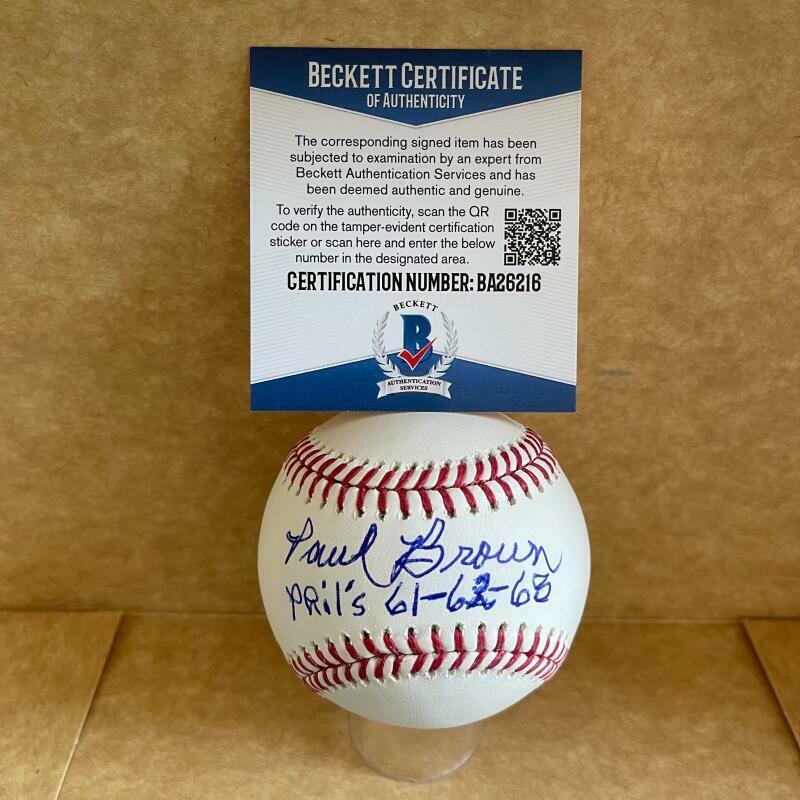 BECKETT CERTIFICATE
OF AUTHENTICITY
The corresponding signed item has been
subjected to examination by an expert from
Beckett Authentication Services and has
been deemed authentic and genuine.
To verify the authenticity, scan the QR
code on the tamper-evident certification
sticker or scan here and enter the below
number in the designated area.
CERTIFICATION NUMBER: BA26216
BECKETT
B
AUTHENTICATION
SERVICES
Paul Brown
PHil's 61-62-68